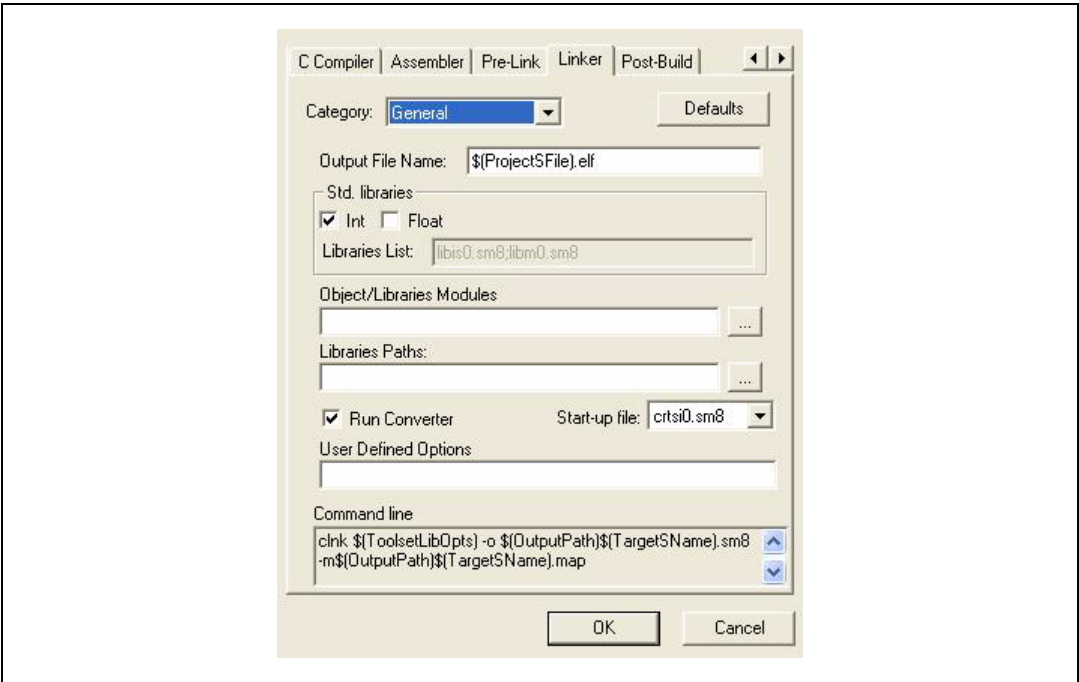 C Compiler Assembler Pre-Link Linker Post-Build
Category: General Defaults
Output File Name: $(ProjectSFile).elf
Std. libraries
Int Float
Libraries List: libis0.sm8;libm0.sm8
Object/Libraries Modules
...
Libraries Paths:
...
Run Converter Start-up file: crtsi0.sm8
User Defined Options
Command line
clnk $(ToolsetLibOpts) -o $(OutputPath)$(TargetSName).sm8
-m$(OutputPath)$(TargetSName).map
OK Cancel